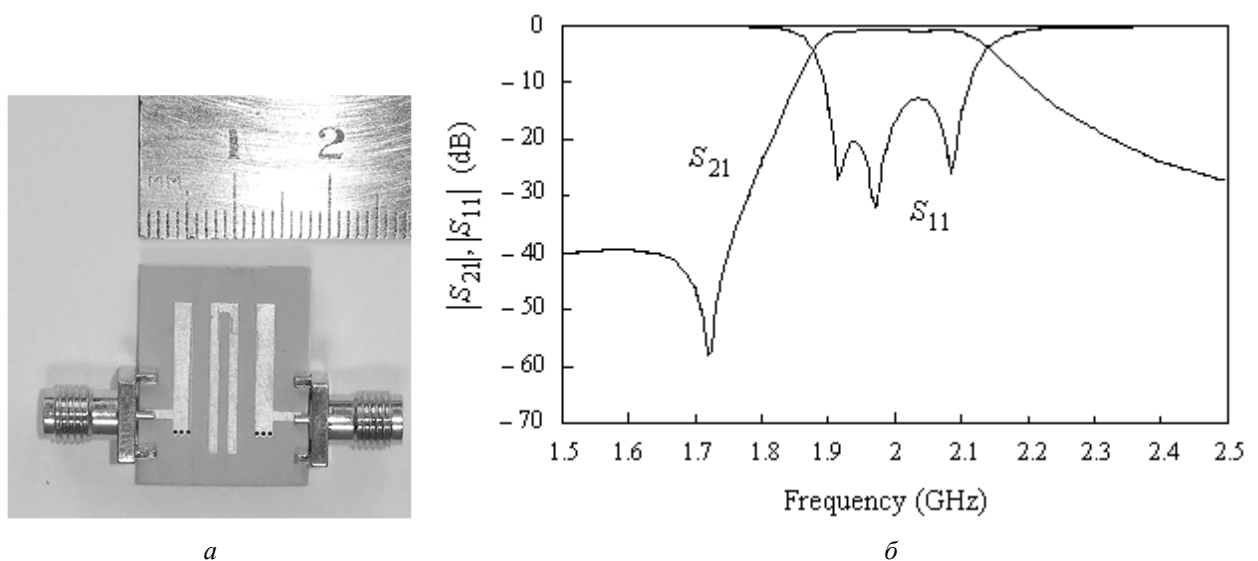 MM
1
2
|S21|, |S11| (dB)
0
– 10
– 20
– 30
– 40
– 50
– 60
– 70
S21
S11
1.5 1.6 1.7 1.8 1.9 2 2.1 2.2 2.3 2.4 2.5
Frequency (GHz)
а б